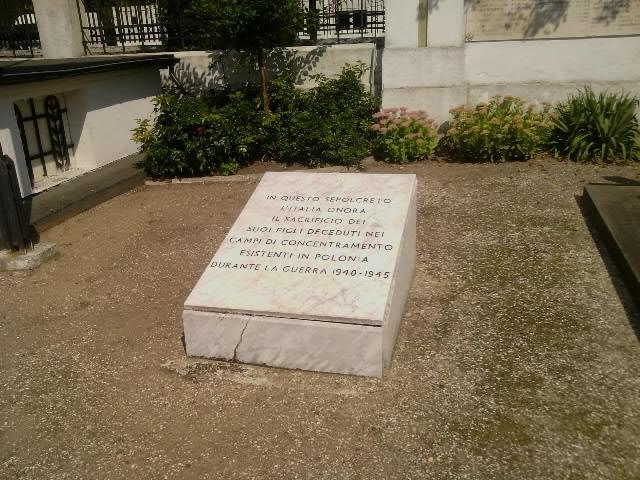 IN QUESTO SEPOLCRETO
L'ITALIA ONORA
IL SACRIFICIO DEI
SUOI FIGLI DECEDUTI NEI
CAMPI DI CONCENTRAMENTO
ESISTENTI IN POLONIA
DURANTE LA GUERRA 1940-1945